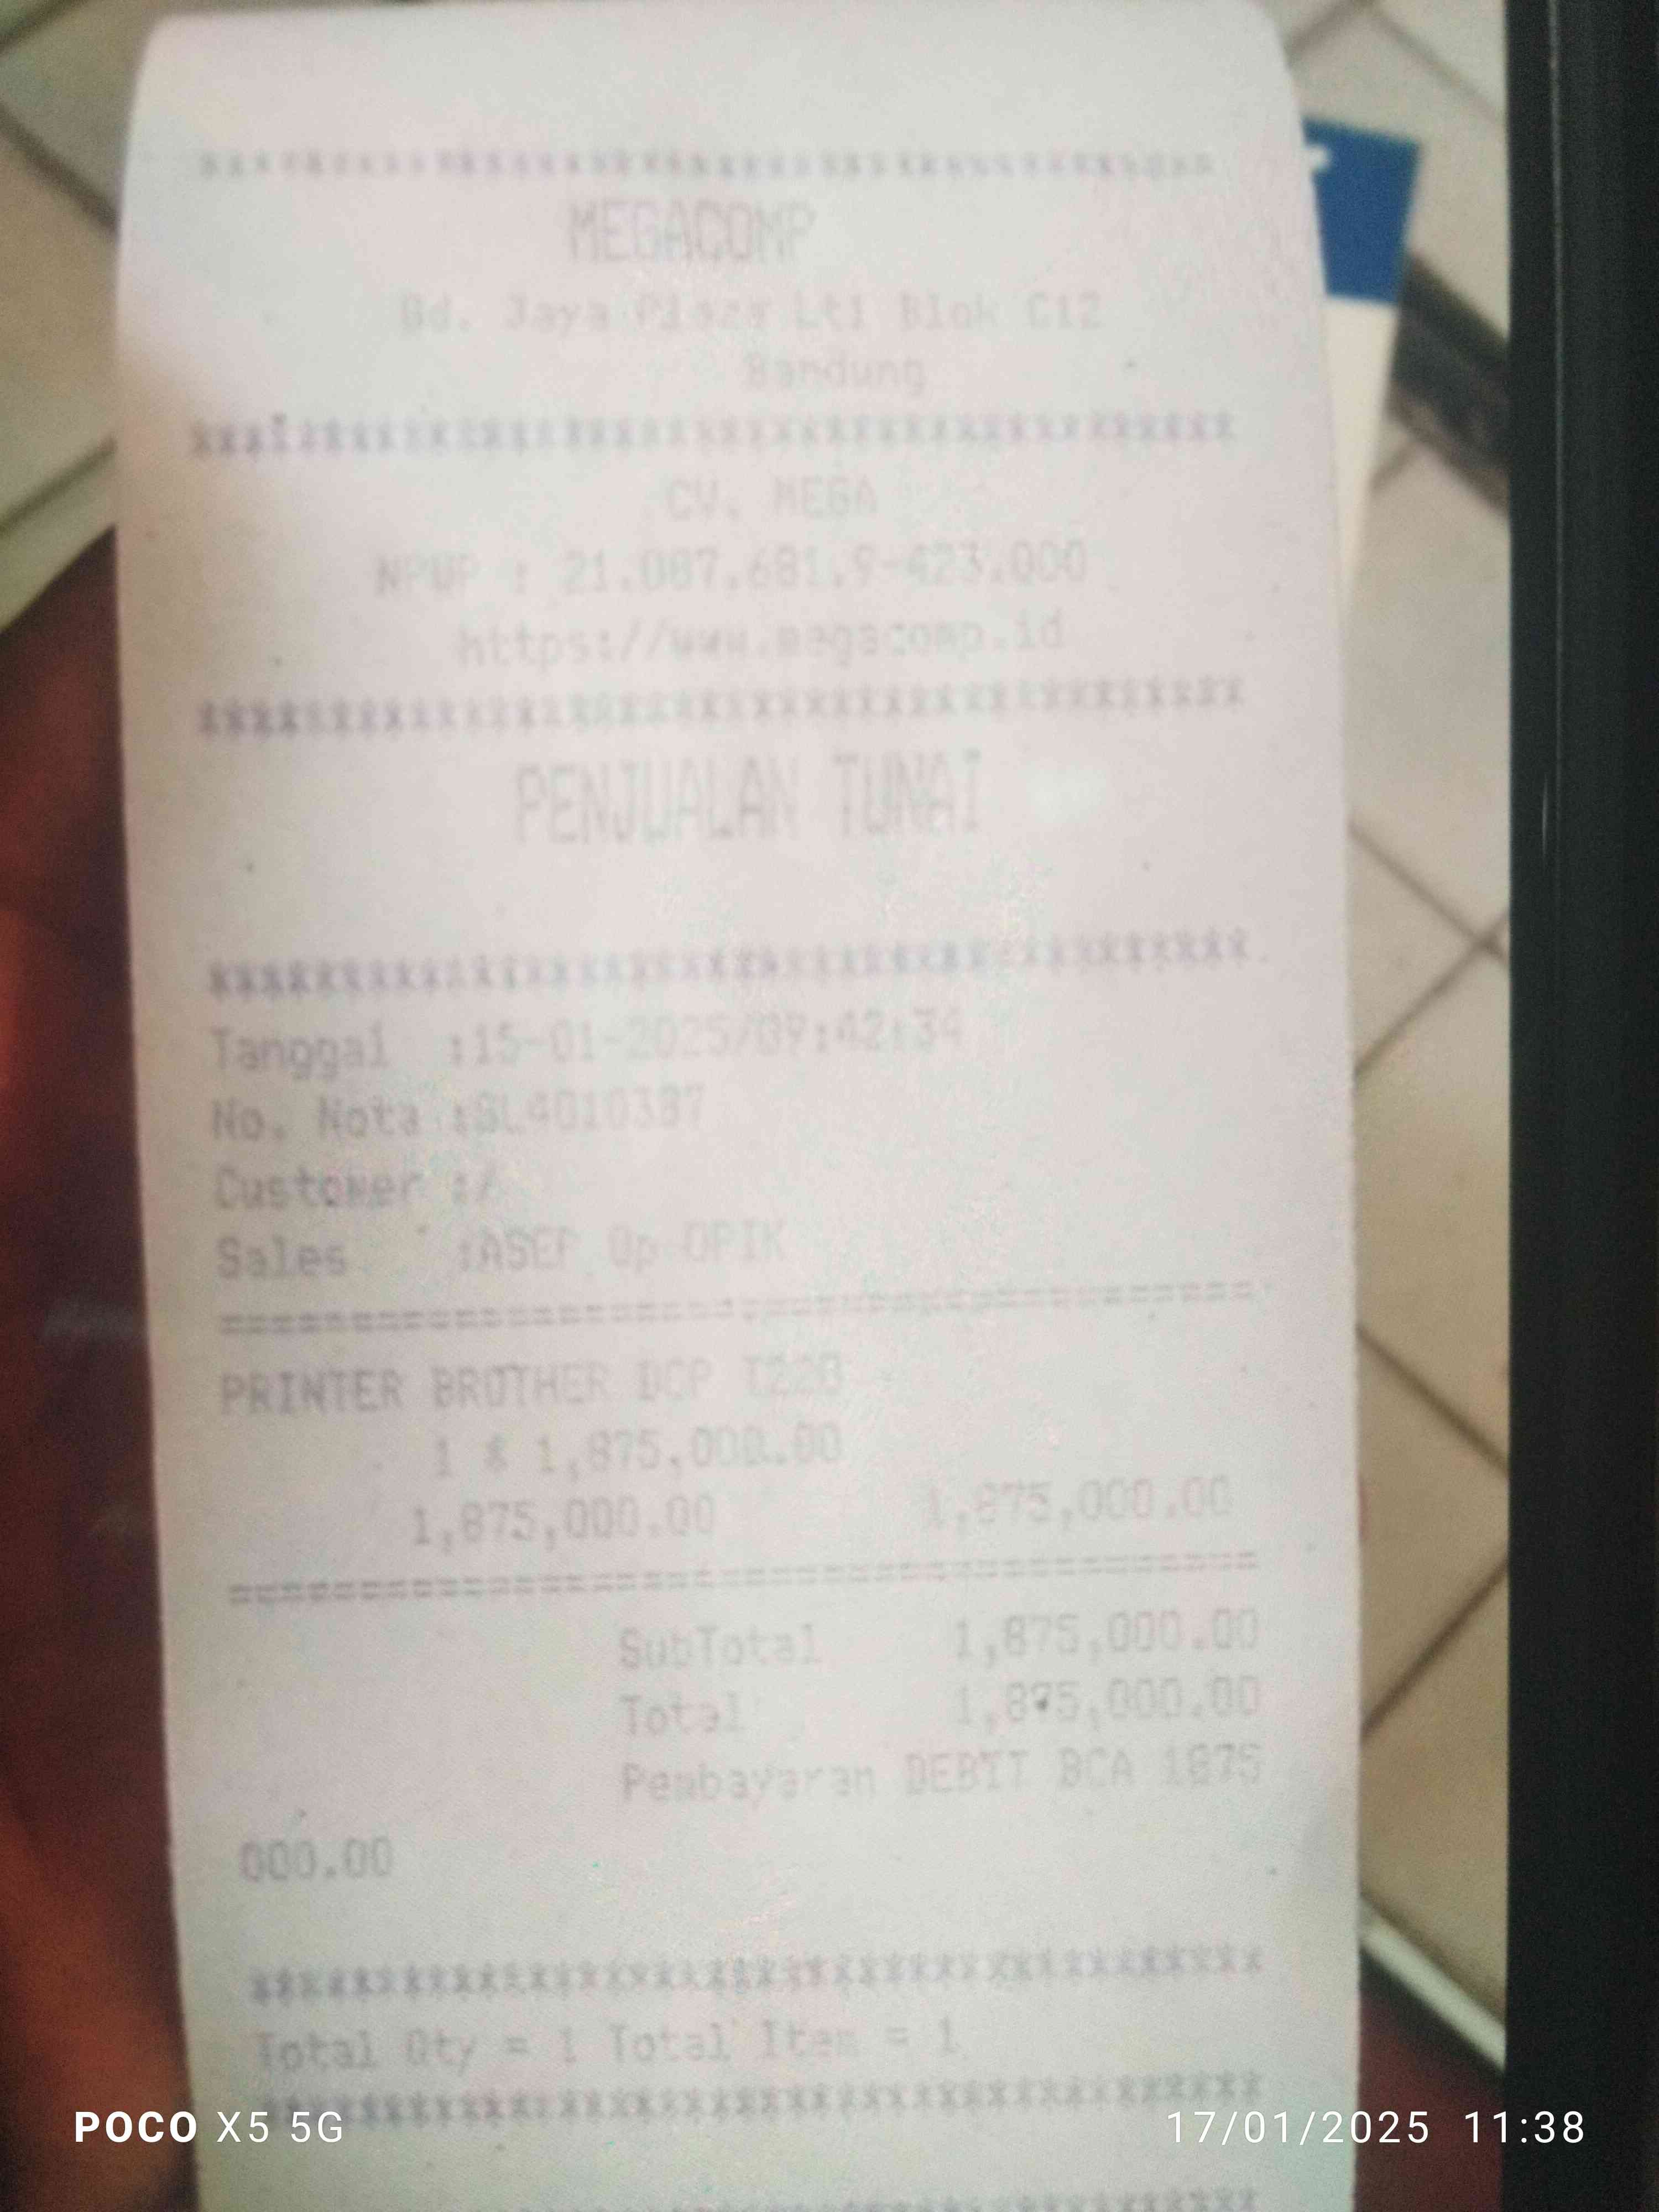 ********************************
MEGACOMP
Gd. Jaya Plaza Lt1 Blok C12
Bandung
****************************************
CV. MEGA
NPWP : 21.087.681.9-423.000
https://www.megacomp.id
****************************************
PENJUALAN TUNAI
****************************************
Tanggal :15-01-2025/09:42:34
No. Nota :SL4010387
Customer :/
Sales :ASEP Op OPIK
========================================
PRINTER BROTHER DCP T220
1 * 1,875,000.00
1,875,000.00 1,875,000.00
========================================
SubTotal 1,875,000.00
Total 1,875,000.00
Pembayaran DEBIT BCA 1875
000.00
****************************************
Total Qty = 1 Total Item = 1
****************************************
POCO X5 5G
17/01/2025 11:38